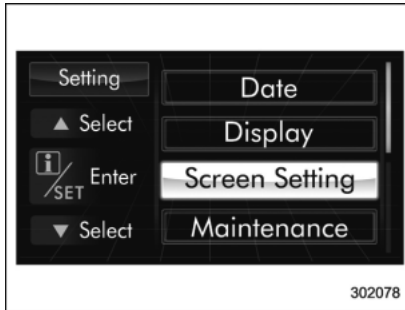 Setting
▲ Select
i/SET Enter
▼ Select
Date
Display
Screen Setting
Maintenance
302078